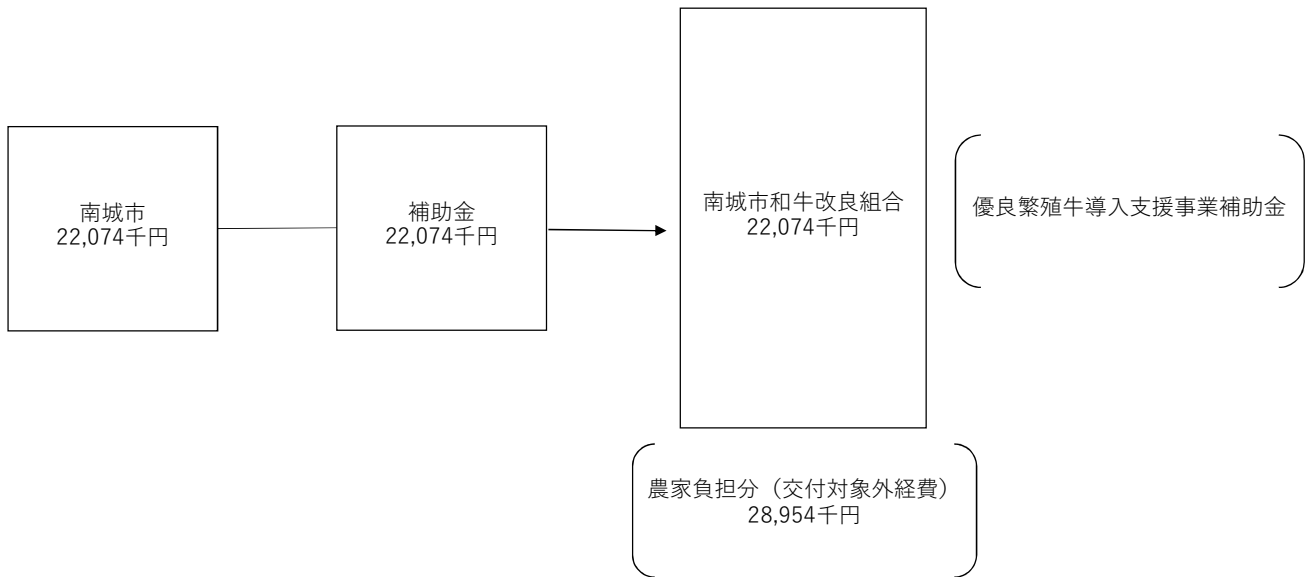 南城市
22,074千円
補助金
22,074千円
南城市和牛改良組合
22,074千円
優良繁殖牛導入支援事業補助金
農家負担分（交付対象外経費）
28,954千円